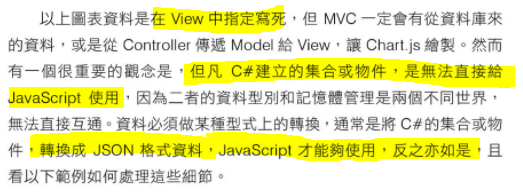 以上圖表資料是在 View 中指定寫死，但 MVC 一定會有從資料庫來
的資料，或是從 Controller 傳遞 Model 給 View，讓 Chart.js 繪製。然而
有一個很重要的觀念是，但凡 C#建立的集合或物件，是無法直接給
JavaScript 使用，因為二者的資料型別和記憶體管理是兩個不同世界，
無法直接互通。資料必須做某種型式上的轉換，通常是將 C#的集合或物
件，轉換成 JSON 格式資料，JavaScript 才能夠使用，反之亦如是，且
看以下範例如何處理這些細節。